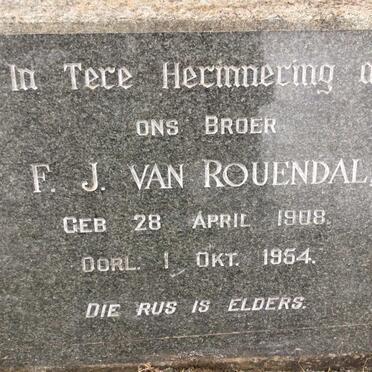 In Tere Herinnering a
ONS BROER
F. J. VAN ROUENDAL
GEB 28 APRIL 1908.
OORL. 1 OKT. 1954.
DIE RUS IS ELDERS.